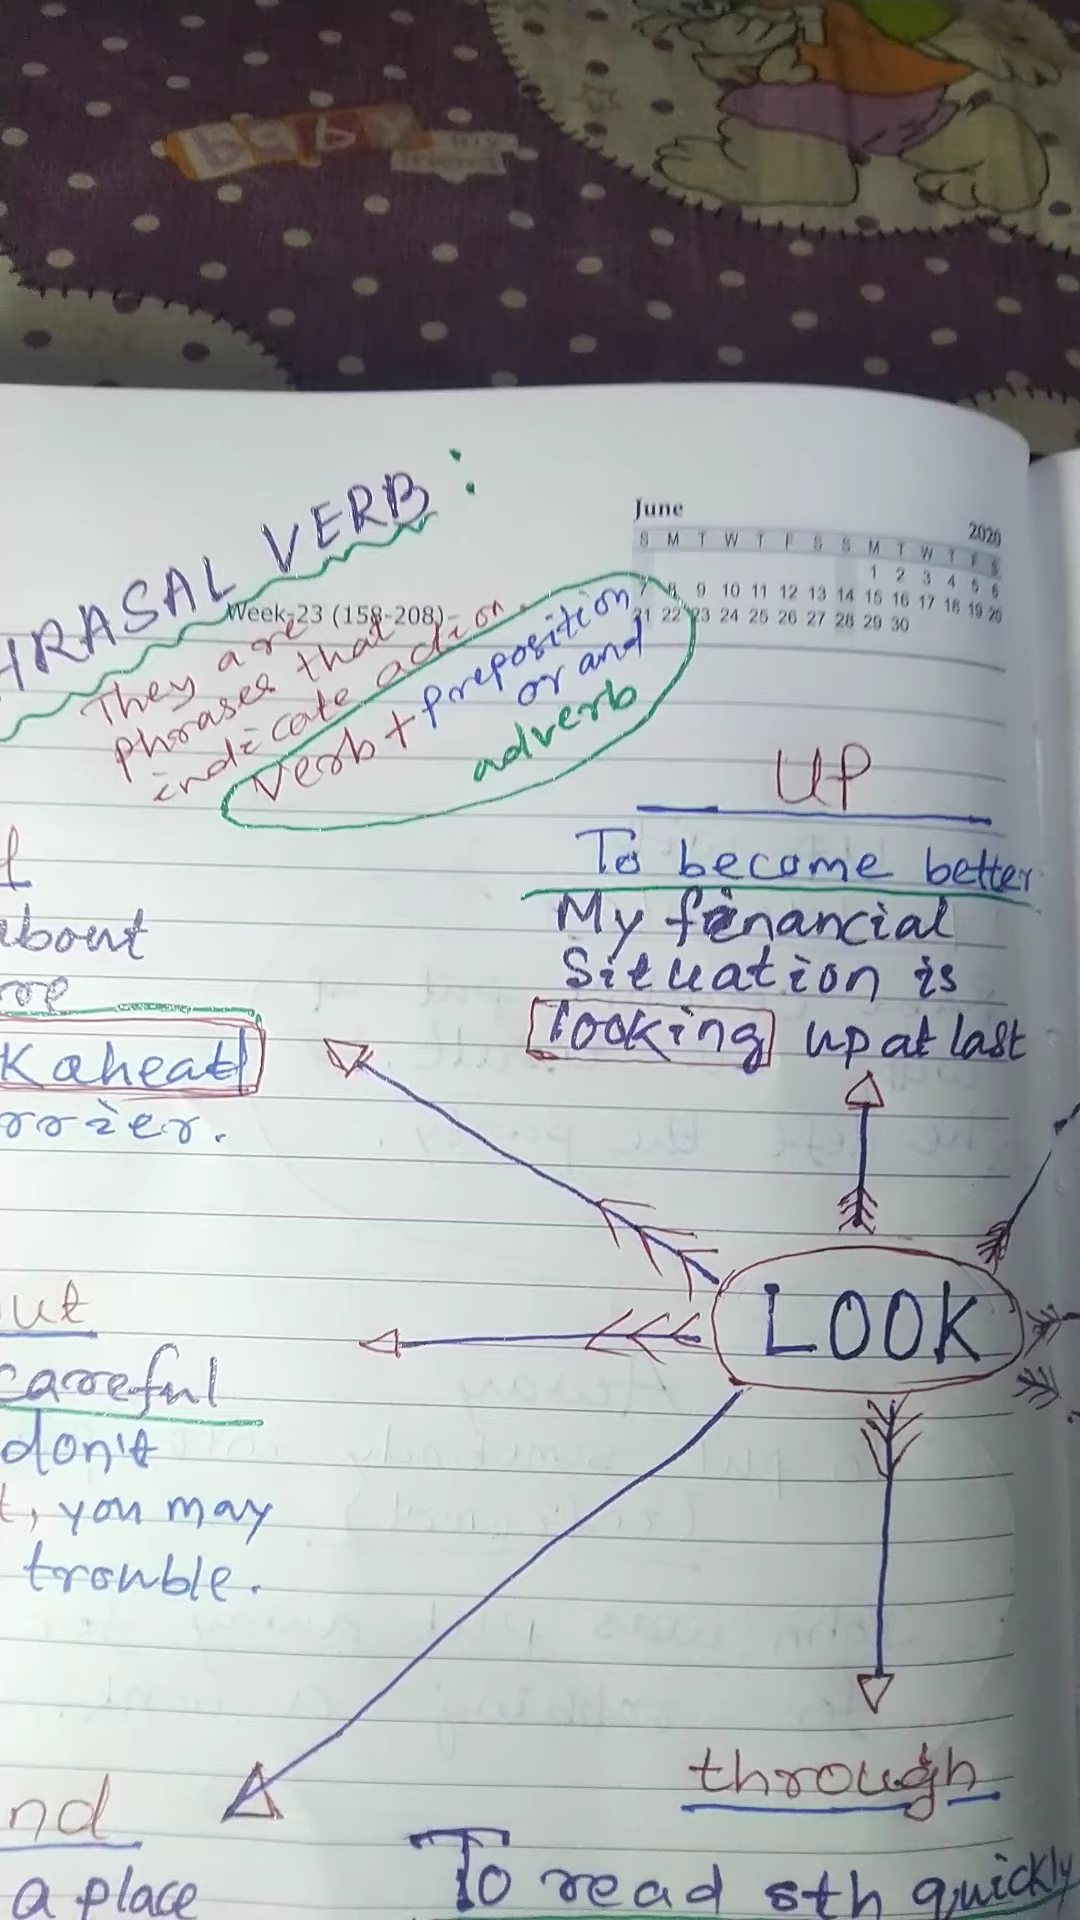 baby
my
friend
HRASAL VERB :
June 2020
S M T W T F S S M T W T F S
1 2 3 4 5 6
7 8 9 10 11 12 13 14 15 16 17 18 19 20
21 22 23 24 25 26 27 28 29 30
Week-23 (158-208)
They are
phrases that
indicate action
Verb + preposition
or and
adverb
UP
To become better
My financial
Situation is
looking up at last
about
K ahead
rrier.
LOOK
ut
careful
don't
t, you may
trouble.
through
To read sth quickly
nd
a place